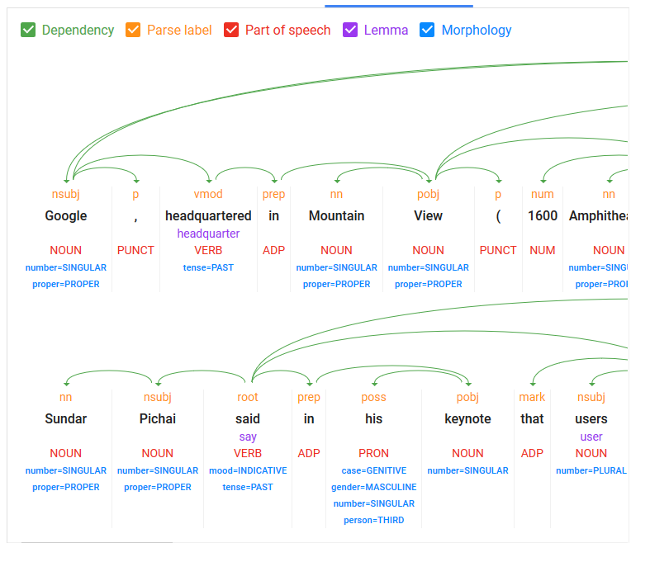 Dependency Parse label Part of speech Lemma Morphology
nsubj p vmod prep nn pobj p num nn
Google , headquartered in Mountain View ( 1600 Amphithea
headquarter
NOUN PUNCT VERB ADP NOUN NOUN PUNCT NUM NOUN
number=SINGULAR tense=PAST number=SINGULAR number=SINGULAR number=SINGU
proper=PROPER proper=PROPER proper=PROPER proper=PROP
nn nsubj root prep poss pobj mark nsubj
Sundar Pichai said in his keynote that users
say user
NOUN NOUN VERB ADP PRON NOUN ADP NOUN
number=SINGULAR number=SINGULAR mood=INDICATIVE case=GENITIVE number=SINGULAR number=PLURAL
proper=PROPER proper=PROPER tense=PAST gender=MASCULINE
number=SINGULAR
person=THIRD